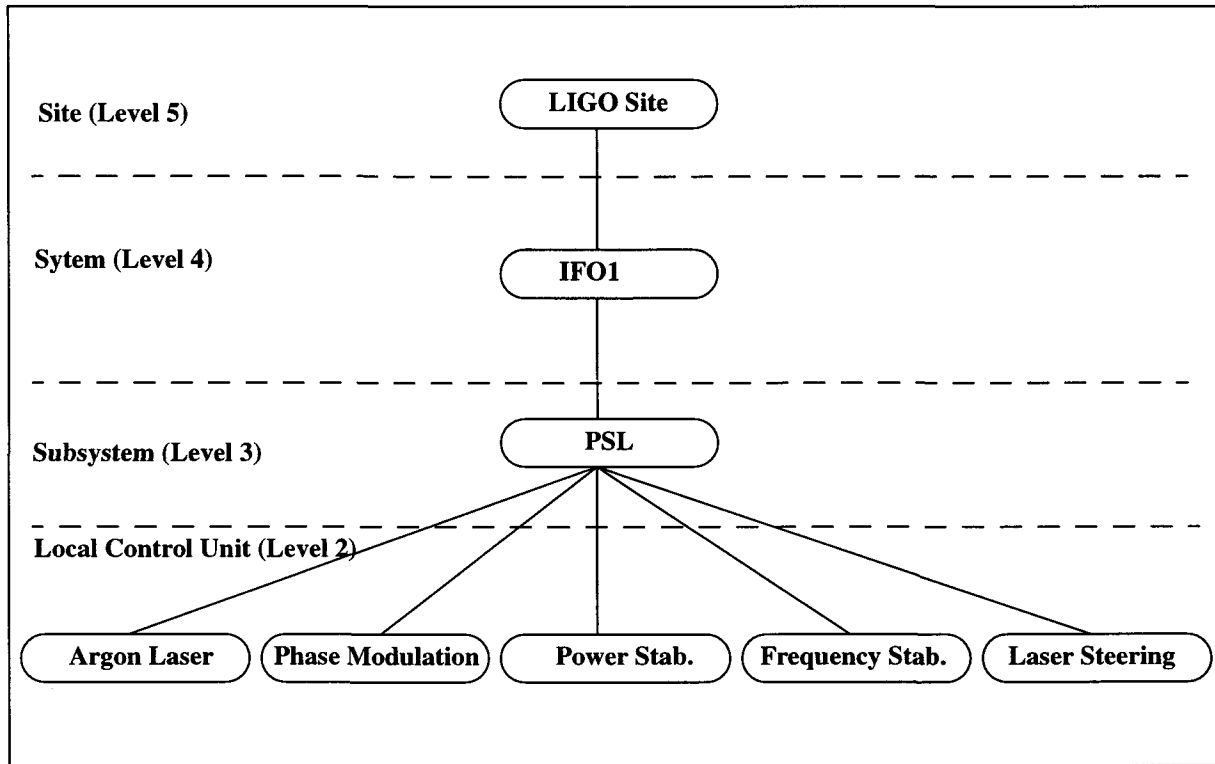 LIGO Site
Site (Level 5)
Sytem (Level 4)
IFO1
PSL
Subsystem (Level 3)
Local Control Unit (Level 2)
Argon Laser
Phase Modulation
Power Stab.
Frequency Stab.
Laser Steering